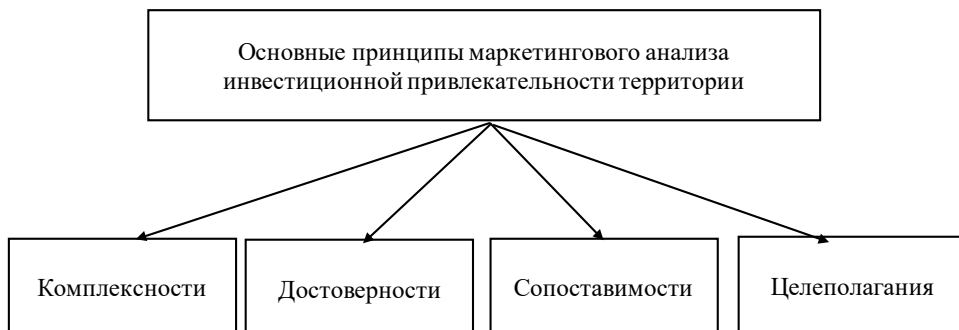 Основные принципы маркетингового анализа
инвестиционной привлекательности территории
Комплексности
Достоверности
Сопоставимости
Целеполагания